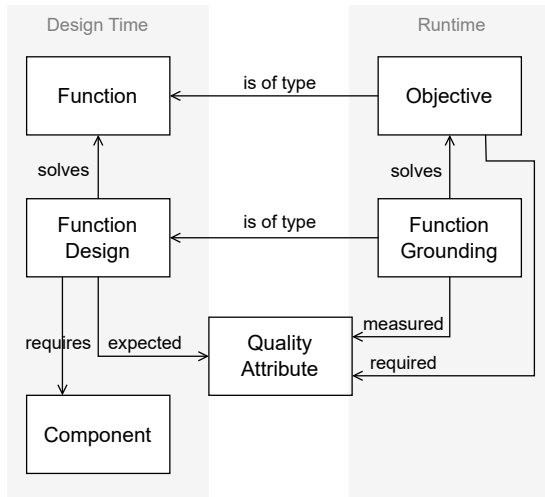 Design Time
Runtime
Function
is of type
Objective
solves
solves
Function
Design
is of type
Function
Grounding
requires
expected
Quality
Attribute
measured
required
Component